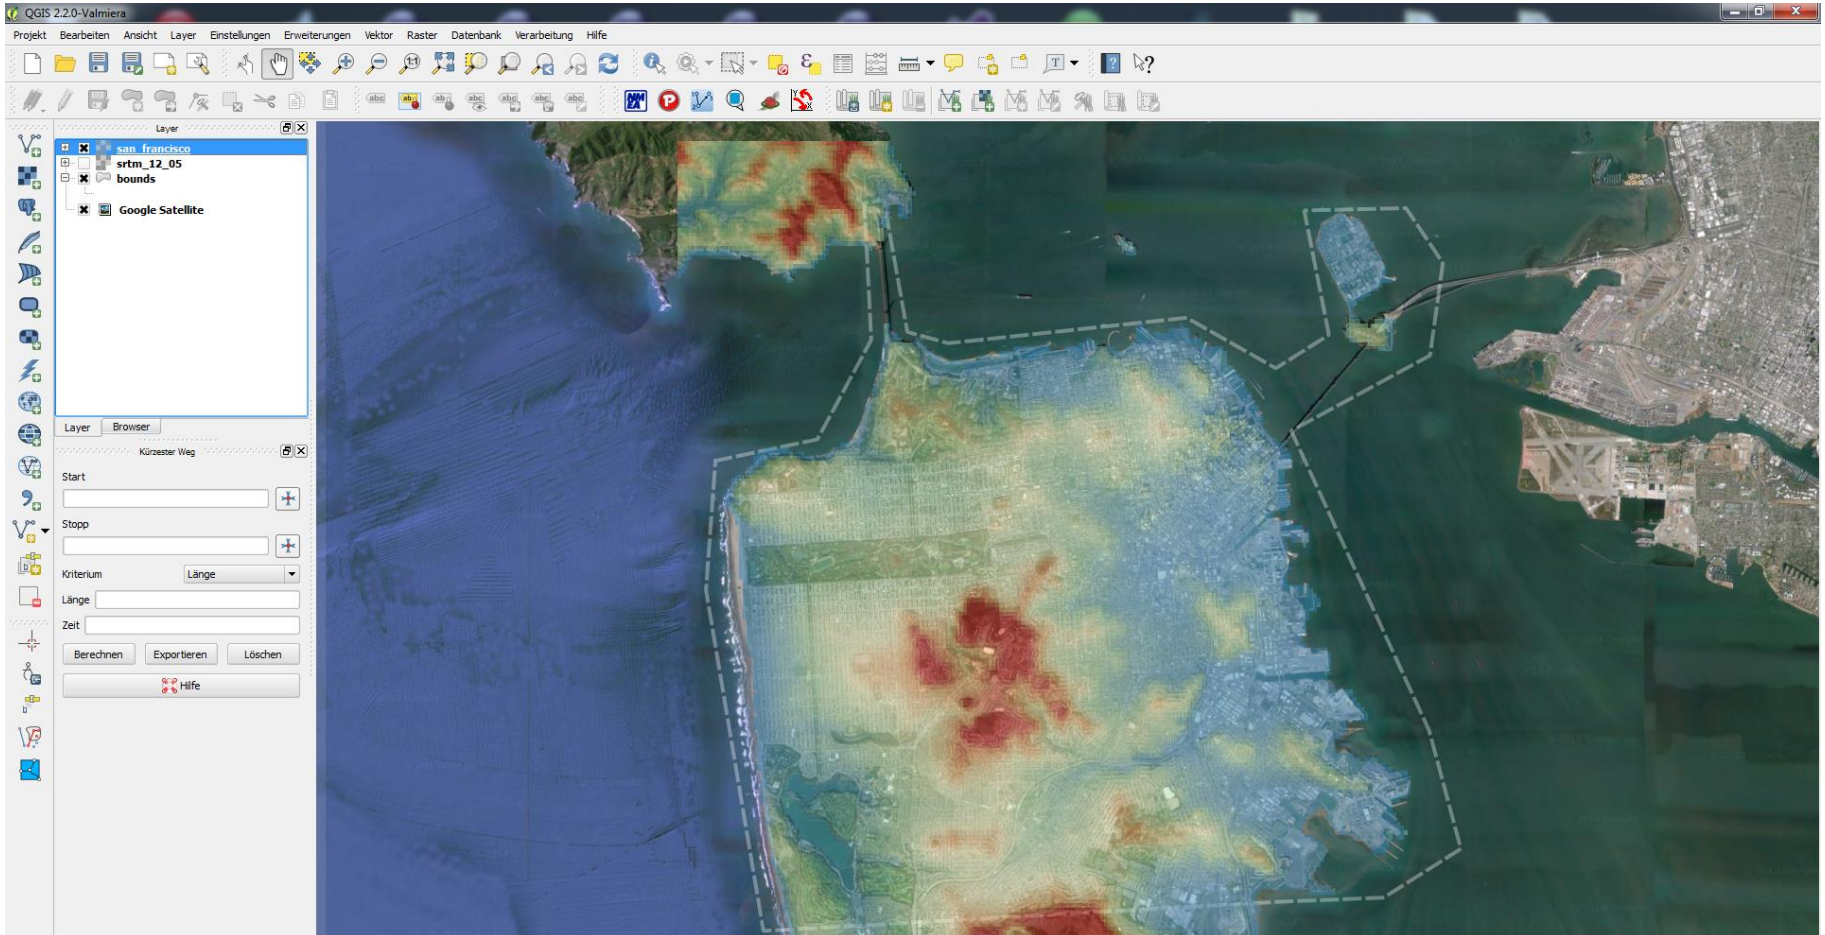 QGIS 2.2.0-Valmiera
Projekt Bearbeiten Ansicht Layer Einstellungen Erweiterungen Vektor Raster Datenbank Verarbeitung Hilfe
Layer
san_francisco
srtm_12_05
bounds
Google Satellite
Layer Browser
Kürzester Weg
Start
Stopp
Kriterium Länge
Länge
Zeit
Berechnen Exportieren Löschen
Hilfe